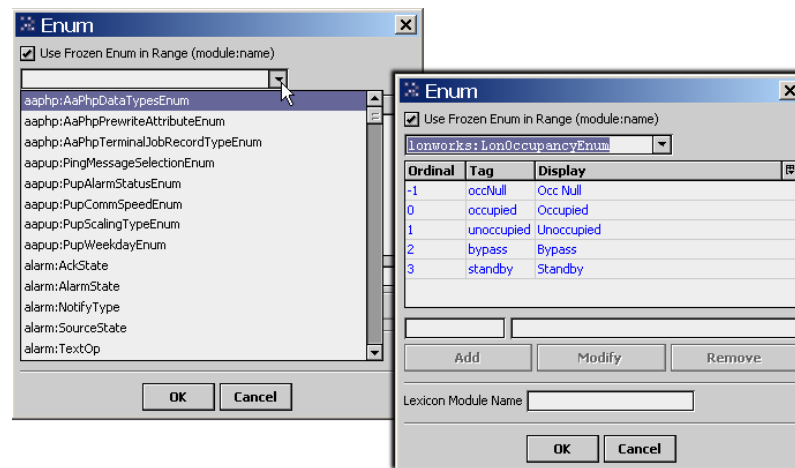 Enum
Use Frozen Enum in Range (module:name)
aaphp:AaPhpDataTypesEnum
aaphp:AaPhpPrewriteAttributeEnum
aaphp:AaPhpTerminalJobRecordTypeEnum
aapup:PingMessageSelectionEnum
aapup:PupAlarmStatusEnum
aapup:PupCommSpeedEnum
aapup:PupScalingTypeEnum
aapup:PupWeekdayEnum
alarm:AckState
alarm:AlarmState
alarm:NotifyType
alarm:SourceState
alarm:TextOp
OK Cancel
Enum
Use Frozen Enum in Range (module:name)
lonworks:LonOccupancyEnum
Ordinal Tag Display
-1 occNull Occ Null
0 occupied Occupied
1 unoccupied Unoccupied
2 bypass Bypass
3 standby Standby
Add Modify Remove
Lexicon Module Name
OK Cancel